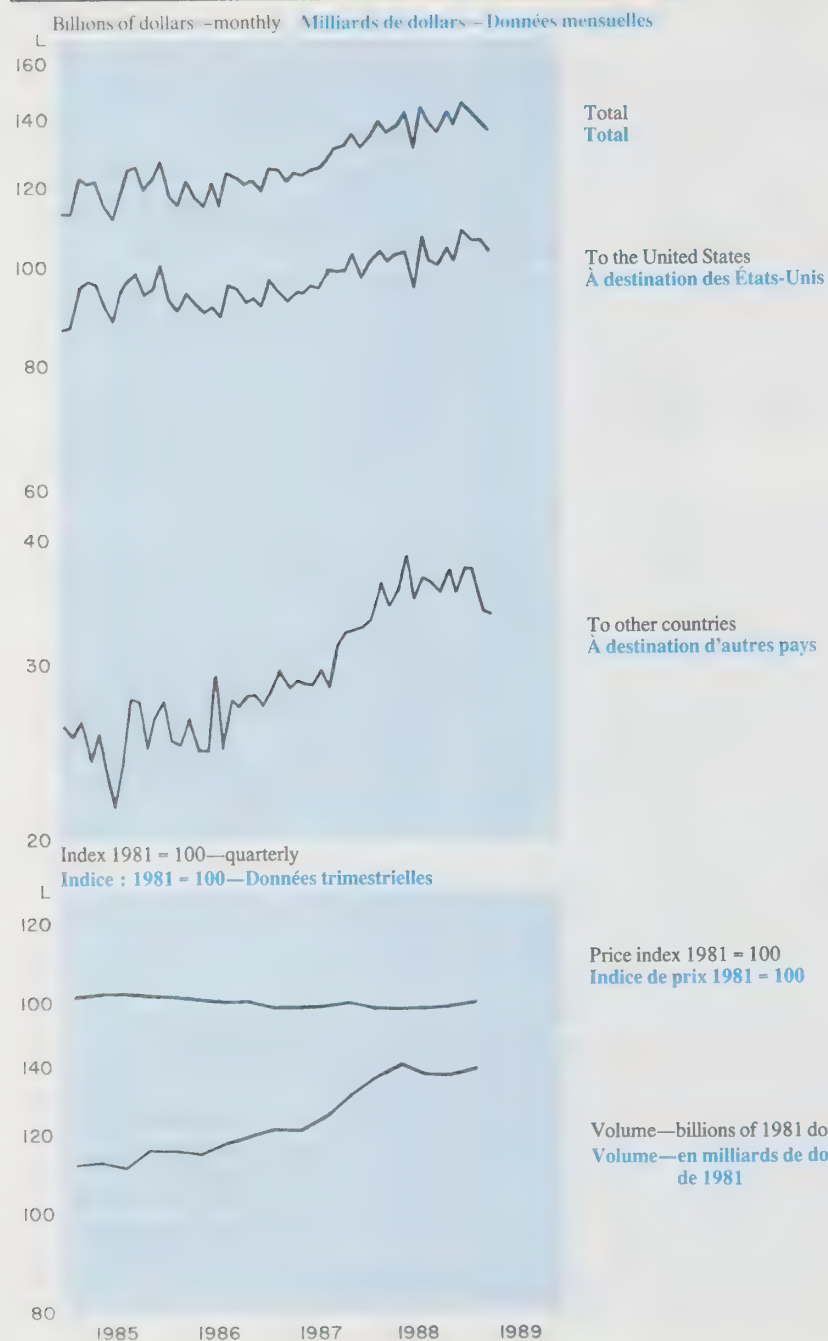 Billions of dollars –monthly Milliards de dollars – Données mensuelles
L
160
140
120
100
80
60
40
30
20
Total
Total
To the United States
À destination des États-Unis
To other countries
À destination d'autres pays
Index 1981 = 100—quarterly
Indice : 1981 = 100—Données trimestrielles
L
120
100
140
120
100
80
Price index 1981 = 100
Indice de prix 1981 = 100
Volume—billions of 1981 do
Volume—en milliards de do
de 1981
1985 1986 1987 1988 1989